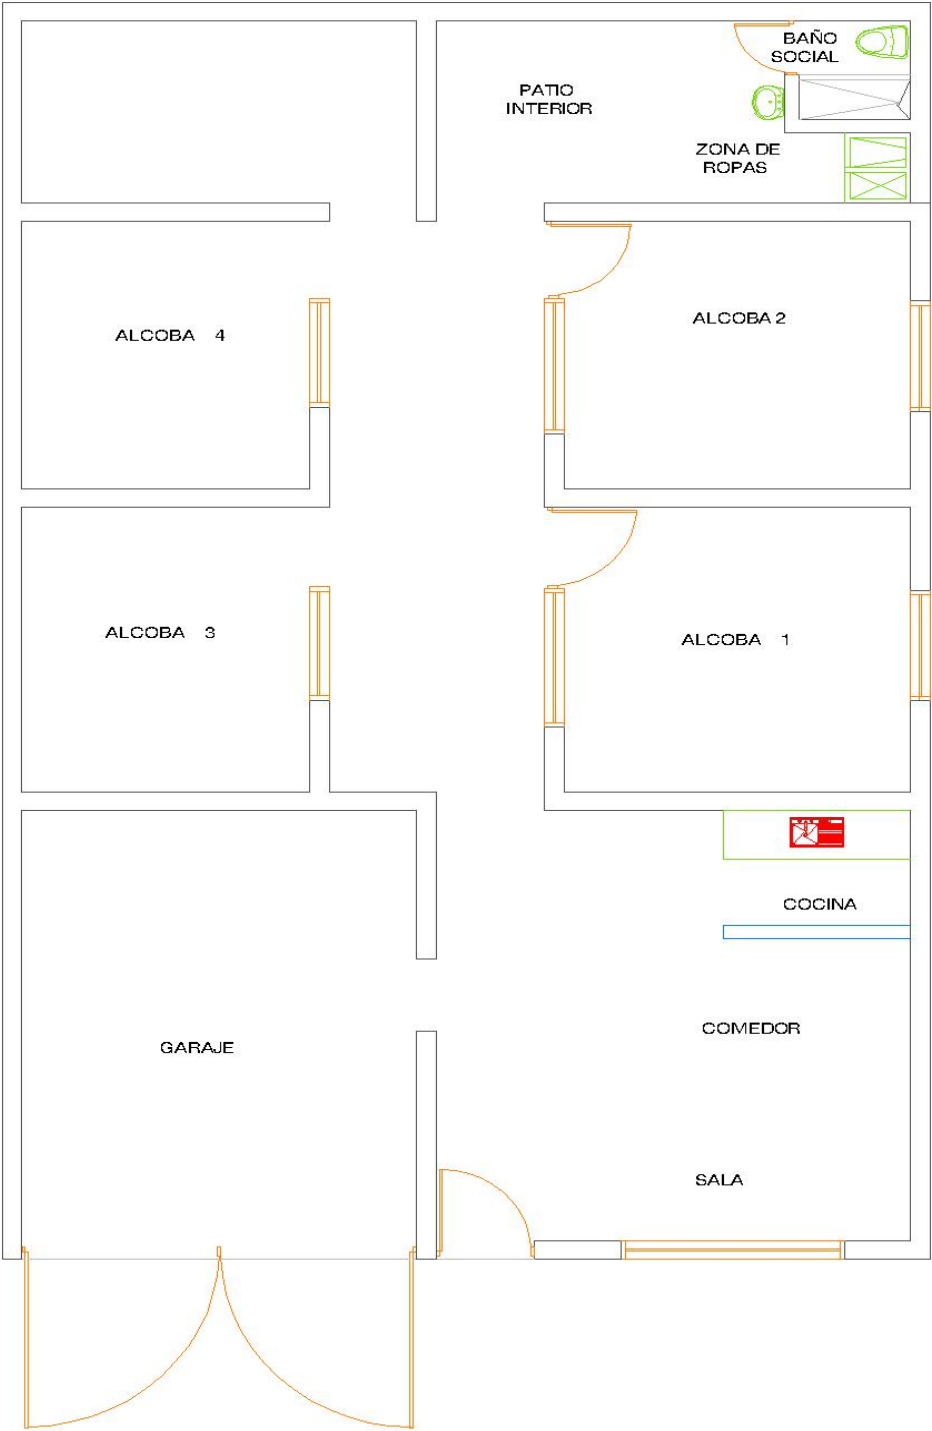 BAÑO
SOCIAL
PATIO
INTERIOR
ZONA DE
ROPAS
ALCOBA 4
ALCOBA 2
ALCOBA 3
ALCOBA 1
COCINA
COMEDOR
GARAJE
SALA